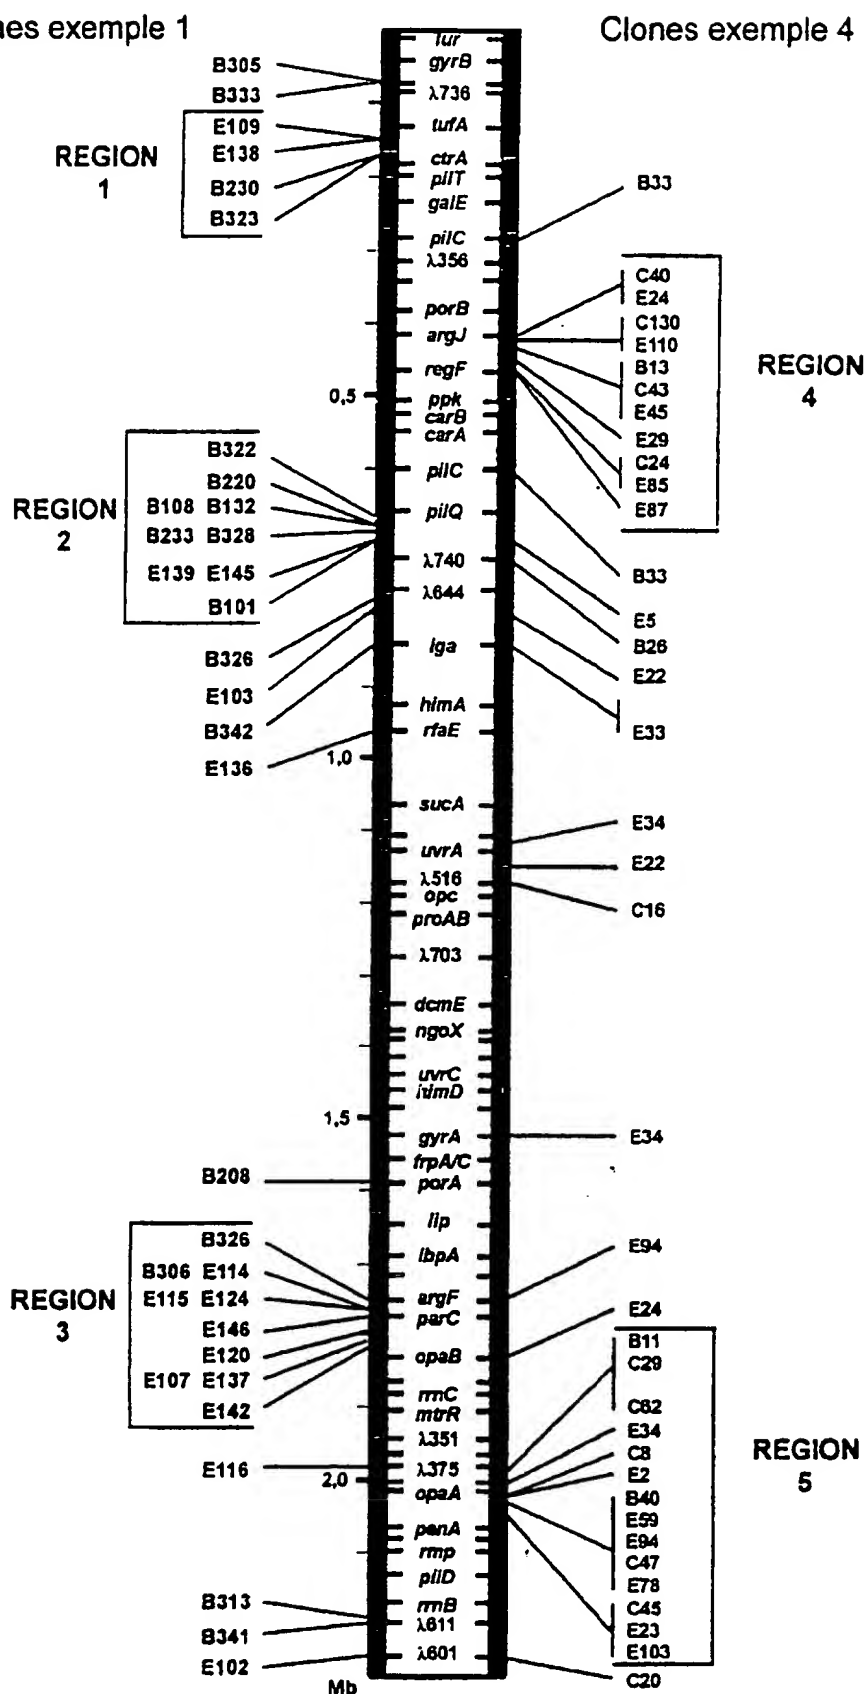 Clones exemple 4
exemple 1
B305
B333
REGION
1
E109
E138
B230
B323
REGION
2
B322
B220
B108 B132
B233 B328
E139 E145
B101
B326
E103
B342
E136
B208
REGION
3
B326
B306 E114
E115 E124
E146
E120
E107 E137
E142
E116
B313
B341
E102
0,5
1,0
1,5
2,0
Mb
gyrB
λ736
tufA
ctrA
pilT
galE
pilC
λ356
porB
argJ
regF
ppk
carB
carA
pilC
pilQ
λ740
λ644
iga
himA
rfaE
sucA
uvrA
λ516
opc
proAB
λ703
dcmE
ngoX
uvrC
gyrA
frpA/C
porA
lip
lbpA
argF
parC
opaB
rrnC
mtrR
λ351
λ375
opaA
penA
rmp
pilD
rrnB
λ611
λ601
B33
C40
E24
C130
E110
B13
C43
E45
E29
C24
E85
E87
REGION
4
B33
E5
B26
E22
E33
E34
E22
C16
E34
E94
E24
B11
C29
C62
E34
C8
E2
B40
E59
E94
C47
E78
C45
E23
E103
REGION
5
C20